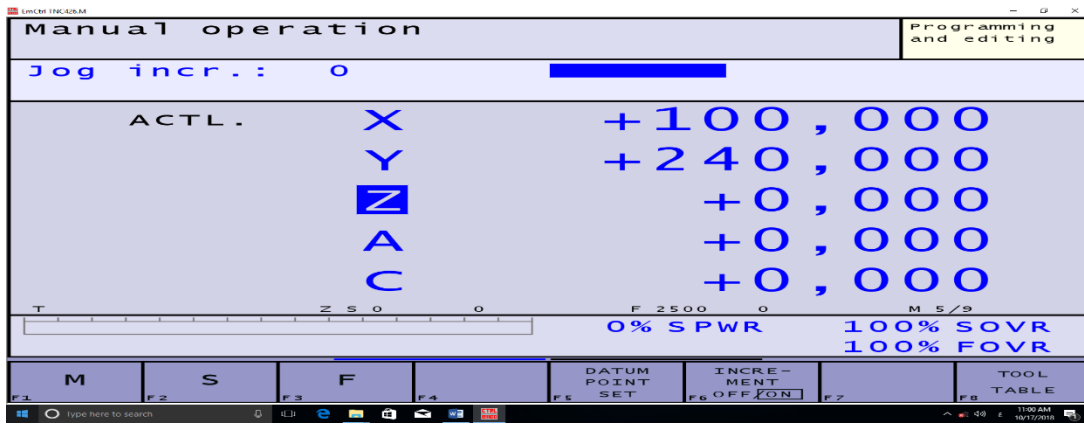 EmCtrl TNC426.M
Manual operation
Programming
and editing
Jog incr.: 0
ACTL. X +100,000
Y +240,000
Z +0,000
A +0,000
C +0,000
T Z S 0 0 F 2500 0 M 5/9
0% SPWR 100% SOVR
100% FOVR
M
F1
S
F2
F
F3
F4
DATUM
POINT
SET
F5
INCRE-
MENT
OFF/ON
F6
F7
TOOL
TABLE
F8
Type here to search
11:00 AM
10/17/2018